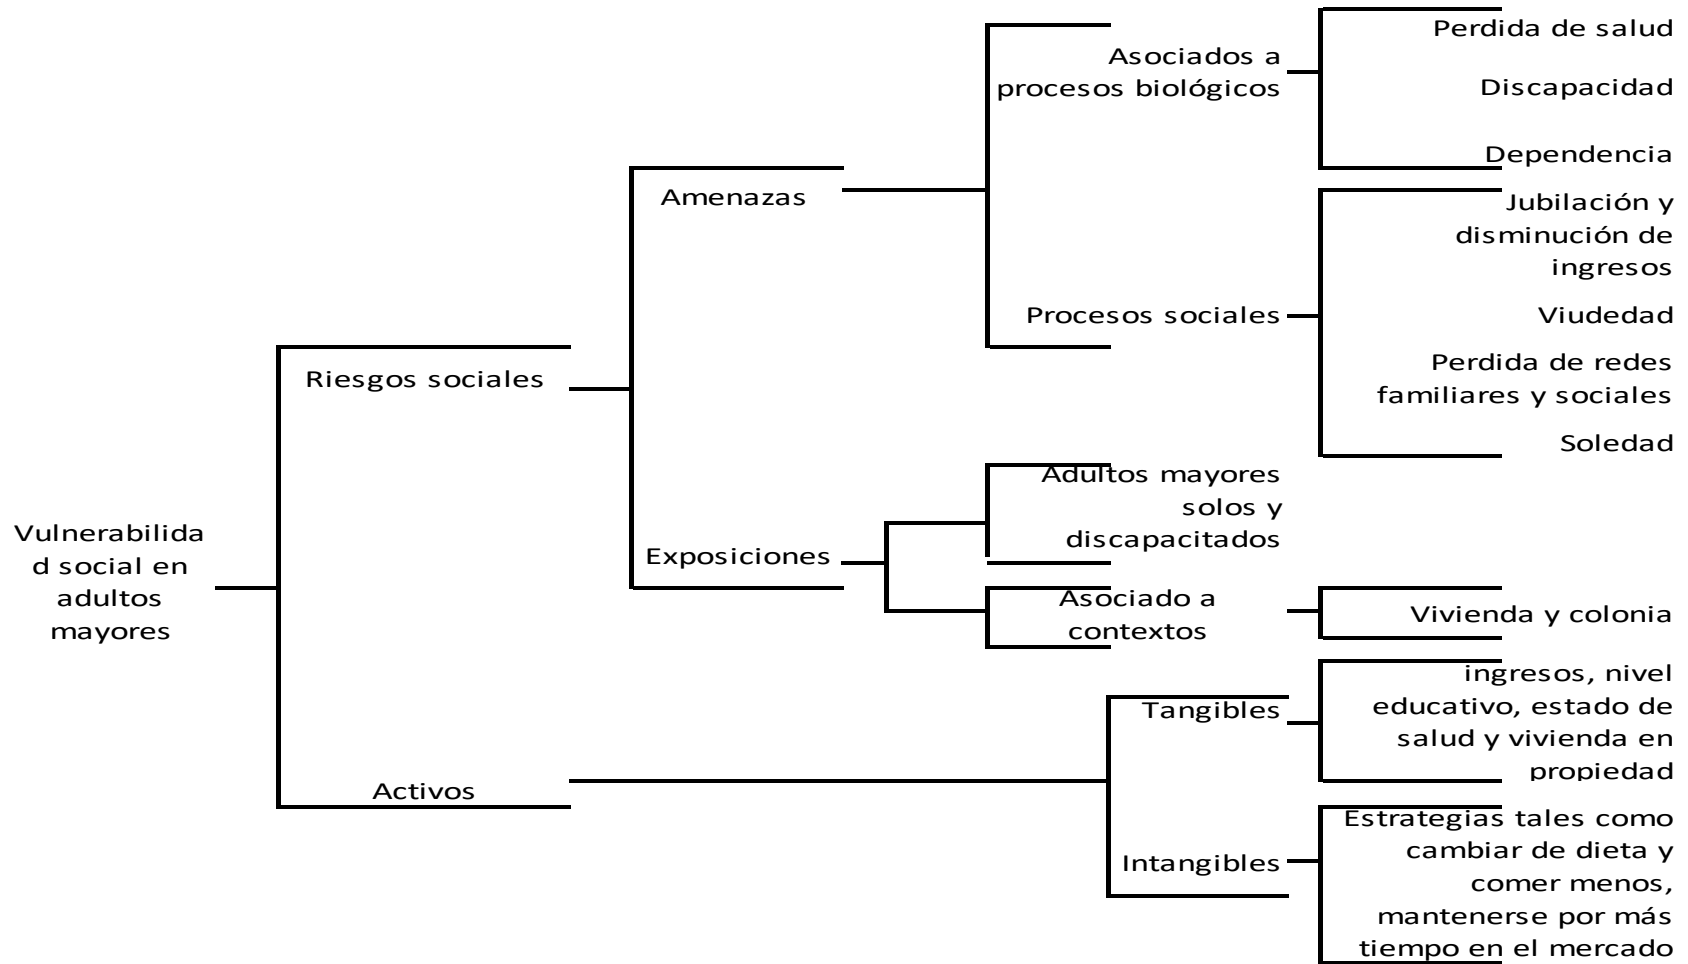 Vulnerabilida
d social en
adultos
mayores
Riesgos sociales
Amenazas
Asociados a
procesos biológicos
Perdida de salud
Discapacidad
Dependencia
Procesos sociales
Jubilación y
disminución de
ingresos
Viudedad
Perdida de redes
familiares y sociales
Soledad
Exposiciones
Adultos mayores
solos y
discapacitados
Asociado a
contextos
Vivienda y colonia
Activos
Tangibles
ingresos, nivel
educativo, estado de
salud y vivienda en
propiedad
Intangibles
Estrategias tales como
cambiar de dieta y
comer menos,
mantenerse por más
tiempo en el mercado